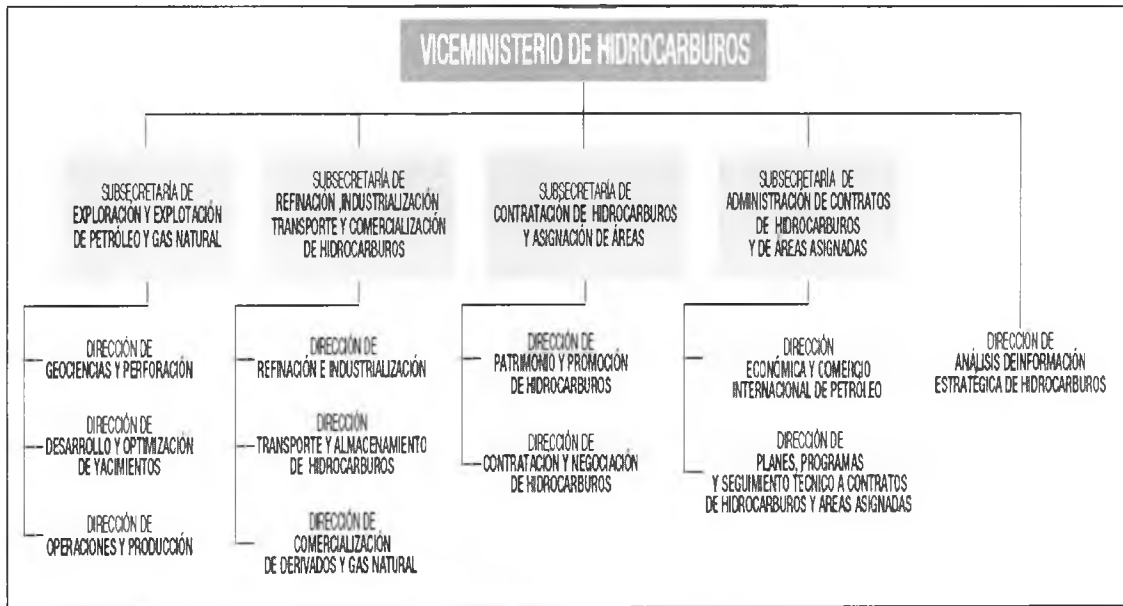 VICEMINISTERIO DE HIDROCARBUROS
SUBSECRETARÍA DE
EXPLORACION Y EXPLOTACIÓN
DE PETRÓLEO Y GAS NATURAL
SUBSECRETARÍA DE
REFINACIÓN ,INDUSTRIALIZACIÓN
TRANSPORTE Y COMERCIALIZACIÓN
DE HIDROCARBUROS
SUBSECRETARÍA DE
CONTRATACIÓN DE HIDROCARBUROS
Y ASIGNACIÓN DE ÁREAS
SUBSECRETARÍA DE
ADMINISTRACIÓN DE CONTRATOS
DE HIDROCARBUROS
Y DE ÁREAS ASIGNADAS
DIRECCIÓN DE
GEOCIENCIAS Y PERFORACIÓN
DIRECCIÓN DE
DESARROLLO Y OPTIMIZACIÓN
DE YACIMIENTOS
DIRECCIÓN DE
OPERACIONES Y PRODUCCIÓN
DIRECCIÓN DE
REFINACIÓN E INDUSTRIALIZACIÓN
DIRECCIÓN
TRANSPORTE Y ALMACENAMIENTO
DE HIDROCARBUROS
DIRECCIÓN DE
COMERCIALIZACIÓN
DE DERIVADOS Y GAS NATURAL
DIRECCIÓN DE
PATRIMONIO Y PROMOCIÓN
DE HIDROCARBUROS
DIRECCIÓN DE
CONTRATACION Y NEGOCIACIÓN
DE HIDROCARBUROS
DIRECCIÓN
ECONÓMICA Y COMERCIO
INTERNACIONAL DE PETRÓLEO
DIRECCIÓN DE
PLANES, PROGRAMAS
Y SEGUIMIENTO TECNICO A CONTRATOS
DE HIDROCARBUROS Y AREAS ASIGNADAS
DIRECCIÓN DE
ANÁLISIS DEINFORMACIÓN
ESTRATÉGICA DE HIDROCARBUROS